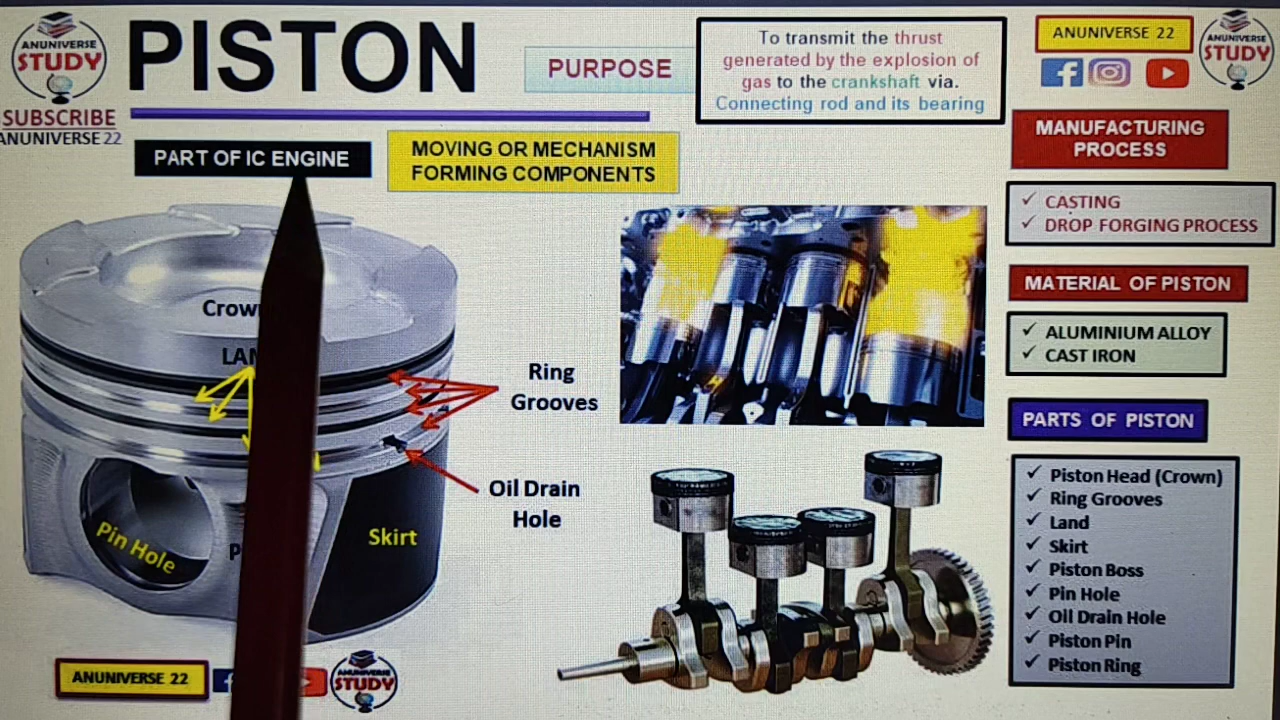 ANUNIVERSE
STUDY
SUBSCRIBE
ANUNIVERSE 22
PISTON
PURPOSE
To transmit the thrust
generated by the explosion of
gas to the crankshaft via.
Connecting rod and its bearing
ANUNIVERSE 22
ANUNIVERSE
STUDY
PART OF IC ENGINE
MOVING OR MECHANISM
FORMING COMPONENTS
MANUFACTURING
PROCESS
CASTING
DROP FORGING PROCESS
MATERIAL OF PISTON
ALUMINIUM ALLOY
CAST IRON
PARTS OF PISTON
Piston Head (Crown)
Ring Grooves
Land
Skirt
Piston Boss
Pin Hole
Oil Drain Hole
Piston Pin
Piston Ring
Ring
Grooves
Oil Drain
Hole
Skirt
Pin Hole
ANUNIVERSE 22
ANUNIVERSE
STUDY